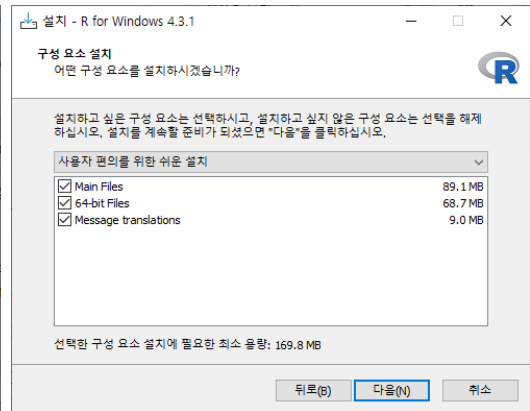 설치 - R for Windows 4.3.1
구성 요소 설치
어떤 구성 요소를 설치하시겠습니까?
R
설치하고 싶은 구성 요소는 선택하시고, 설치하고 싶지 않은 구성 요소는 선택을 해제
하십시오. 설치를 계속할 준비가 되셨으면 "다음"을 클릭하십시오.
사용자 편의를 위한 쉬운 설치
Main Files 89.1 MB
64-bit Files 68.7 MB
Message translations 9.0 MB
선택한 구성 요소 설치에 필요한 최소 용량: 169.8 MB
뒤로(B) 다음(N) 취소